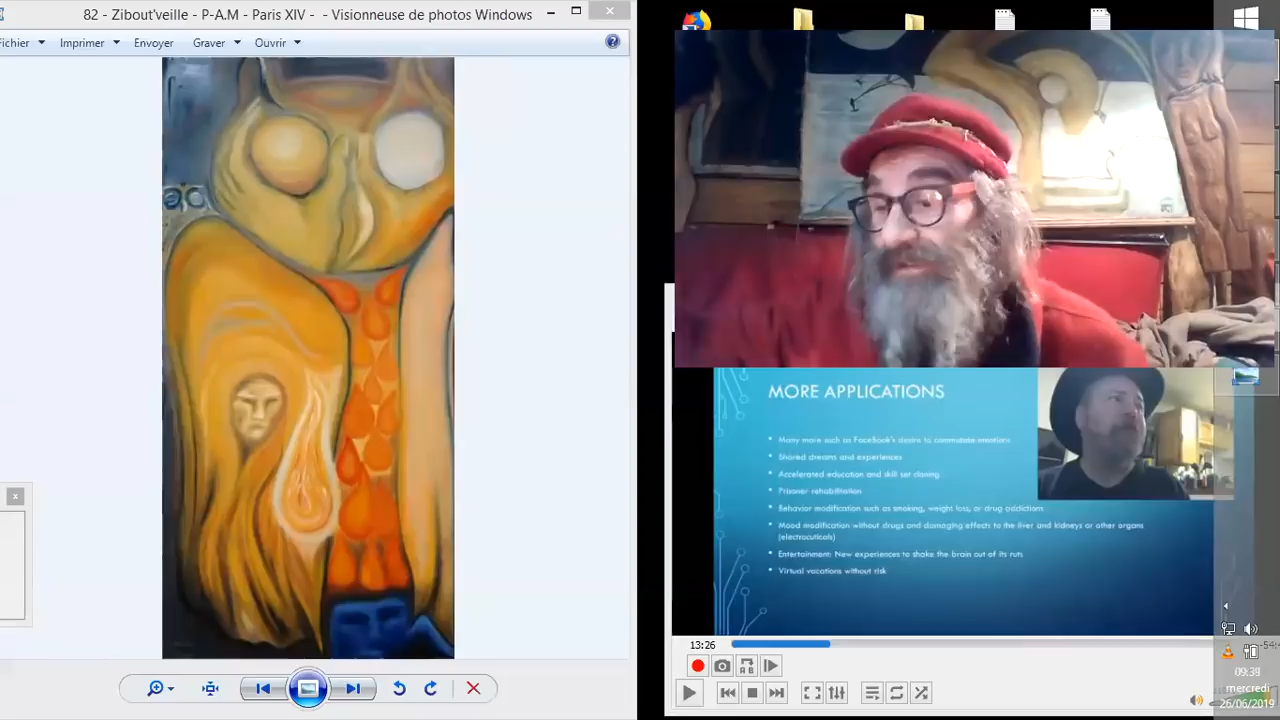 82 - Zinut'veille - P-A.M - Paris XIV° - Visionneuse de photos Windows
Fichier Imprimer Envoyer Graver Ouvrir
MORE APPLICATIONS
• Many more such as FaceBook's desire to commutate emotions
• Shared dreams and experiences
• Accelerated education and skill set cloning
• Prisoner rehabilitation
• Behavior modification such as smoking, weight loss, or drug addictions
• Mood modification without drugs and damaging effects to the liver and kidneys or other organs
(electrocuticals)
• Entertainment: New experiences to shake the brain out of its ruts
• Virtual vacations without risk
13:26
A B
09:39
mercredi
26/06/2019